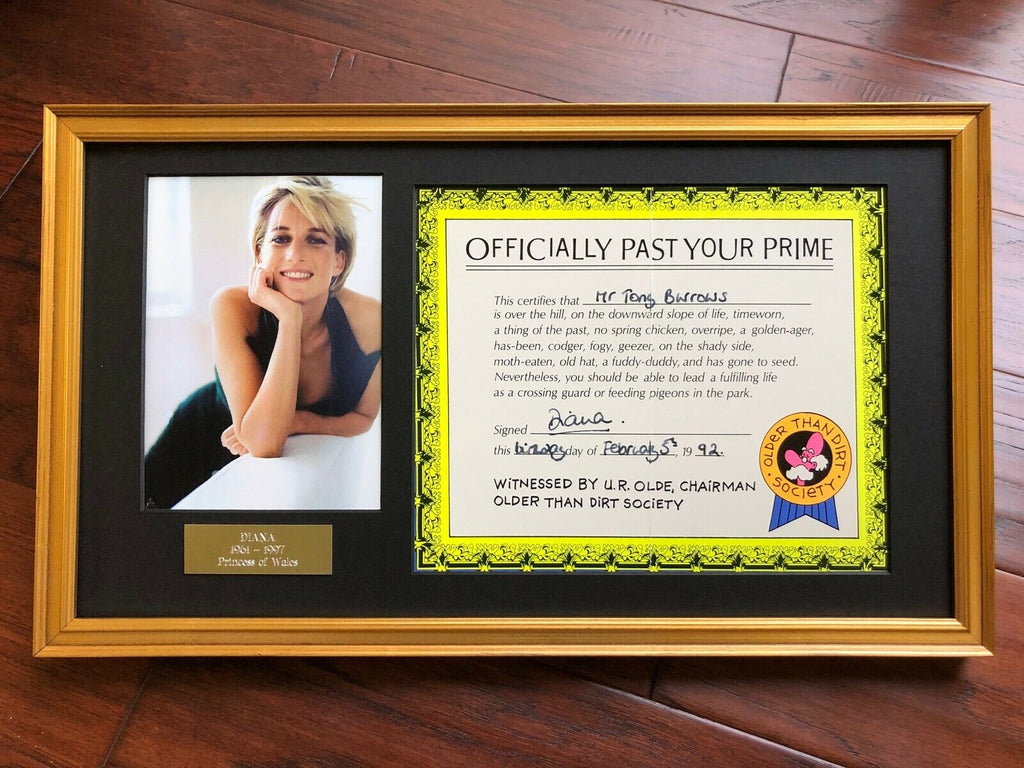 DIANA
1961 – 1997
Princess of Wales
OFFICIALLY PAST YOUR PRIME
This certifies that Mr Tony Burrows
is over the hill, on the downward slope of life, timeworn,
a thing of the past, no spring chicken, overripe, a golden-ager,
has-been, codger, fogy, geezer, on the shady side,
moth-eaten, old hat, a fuddy-duddy, and has gone to seed.
Nevertheless, you should be able to lead a fulfilling life
as a crossing guard or feeding pigeons in the park.
Signed Diana.
this birthday day of February 5th, 1992.
WITNESSED BY U.R. OLDE, CHAIRMAN
OLDER THAN DIRT SOCIETY
OLDER THAN DIRT
SOCIETY